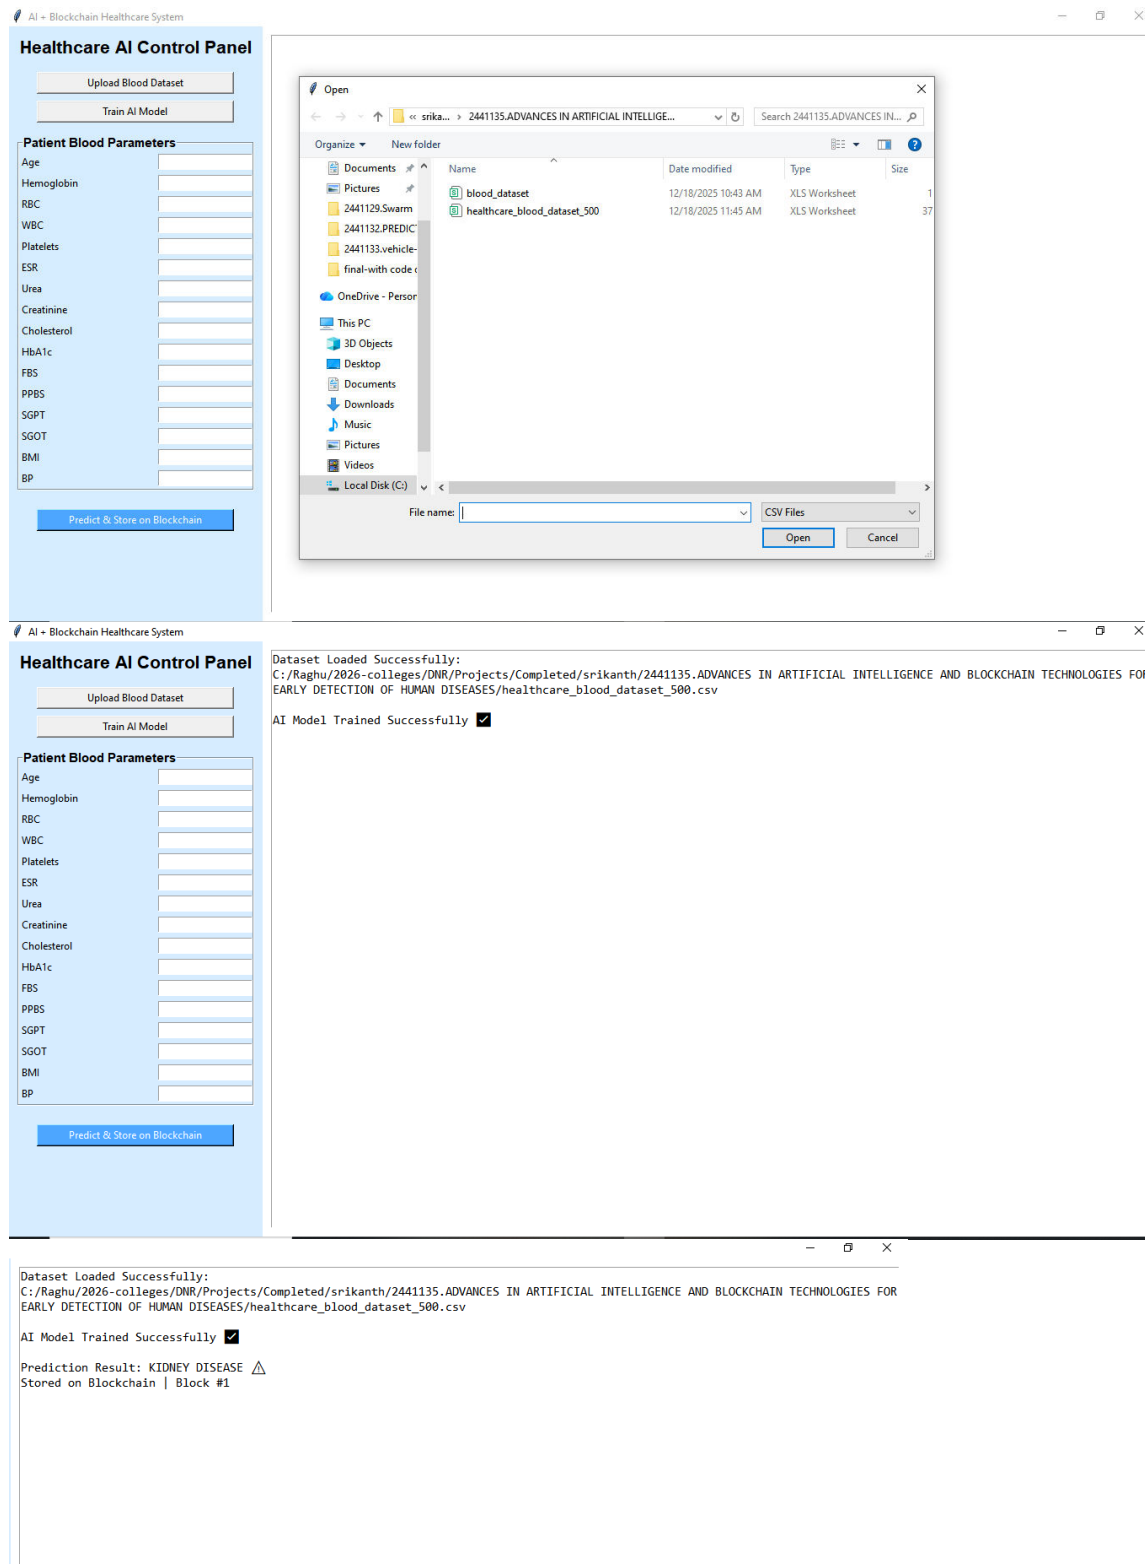 AI + Blockchain Healthcare System
Healthcare AI Control Panel
Upload Blood Dataset
Train AI Model
Patient Blood Parameters
Age
Hemoglobin
RBC
WBC
Platelets
ESR
Urea
Creatinine
Cholesterol
HbA1c
FBS
PPBS
SGPT
SGOT
BMI
BP
Predict & Store on Blockchain
Open
« srika... › 2441135.ADVANCES IN ARTIFICIAL INTELLIGE...
Search 2441135.ADVANCES IN...
Organize
New folder
Documents
Pictures
2441129.Swarm
2441132.PREDIC
2441133.vehicle-
final-with code
OneDrive - Person
This PC
3D Objects
Desktop
Documents
Downloads
Music
Pictures
Videos
Local Disk (C:)
Name Date modified Type Size
blood_dataset 12/18/2025 10:43 AM XLS Worksheet 1
healthcare_blood_dataset_500 12/18/2025 11:45 AM XLS Worksheet 37
File name:
CSV Files
Open Cancel
AI + Blockchain Healthcare System
Healthcare AI Control Panel
Upload Blood Dataset
Train AI Model
Patient Blood Parameters
Age
Hemoglobin
RBC
WBC
Platelets
ESR
Urea
Creatinine
Cholesterol
HbA1c
FBS
PPBS
SGPT
SGOT
BMI
BP
Predict & Store on Blockchain
Dataset Loaded Successfully:
C:/Raghu/2026-colleges/DNR/Projects/Completed/srikanth/2441135.ADVANCES IN ARTIFICIAL INTELLIGENCE AND BLOCKCHAIN TECHNOLOGIES FOR
EARLY DETECTION OF HUMAN DISEASES/healthcare_blood_dataset_500.csv
AI Model Trained Successfully ✅
Dataset Loaded Successfully:
C:/Raghu/2026-colleges/DNR/Projects/Completed/srikanth/2441135.ADVANCES IN ARTIFICIAL INTELLIGENCE AND BLOCKCHAIN TECHNOLOGIES FOR
EARLY DETECTION OF HUMAN DISEASES/healthcare_blood_dataset_500.csv
AI Model Trained Successfully ✅
Prediction Result: KIDNEY DISEASE ⚠
Stored on Blockchain | Block #1